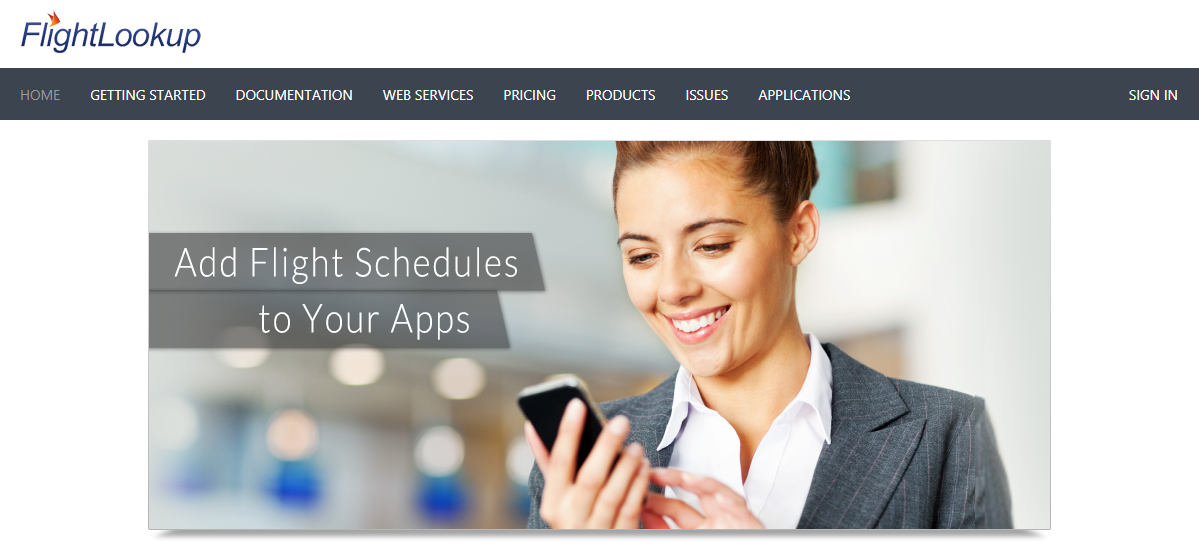 FlightLookup
HOME GETTING STARTED DOCUMENTATION WEB SERVICES PRICING PRODUCTS ISSUES APPLICATIONS SIGN IN
Add Flight Schedules
to Your Apps